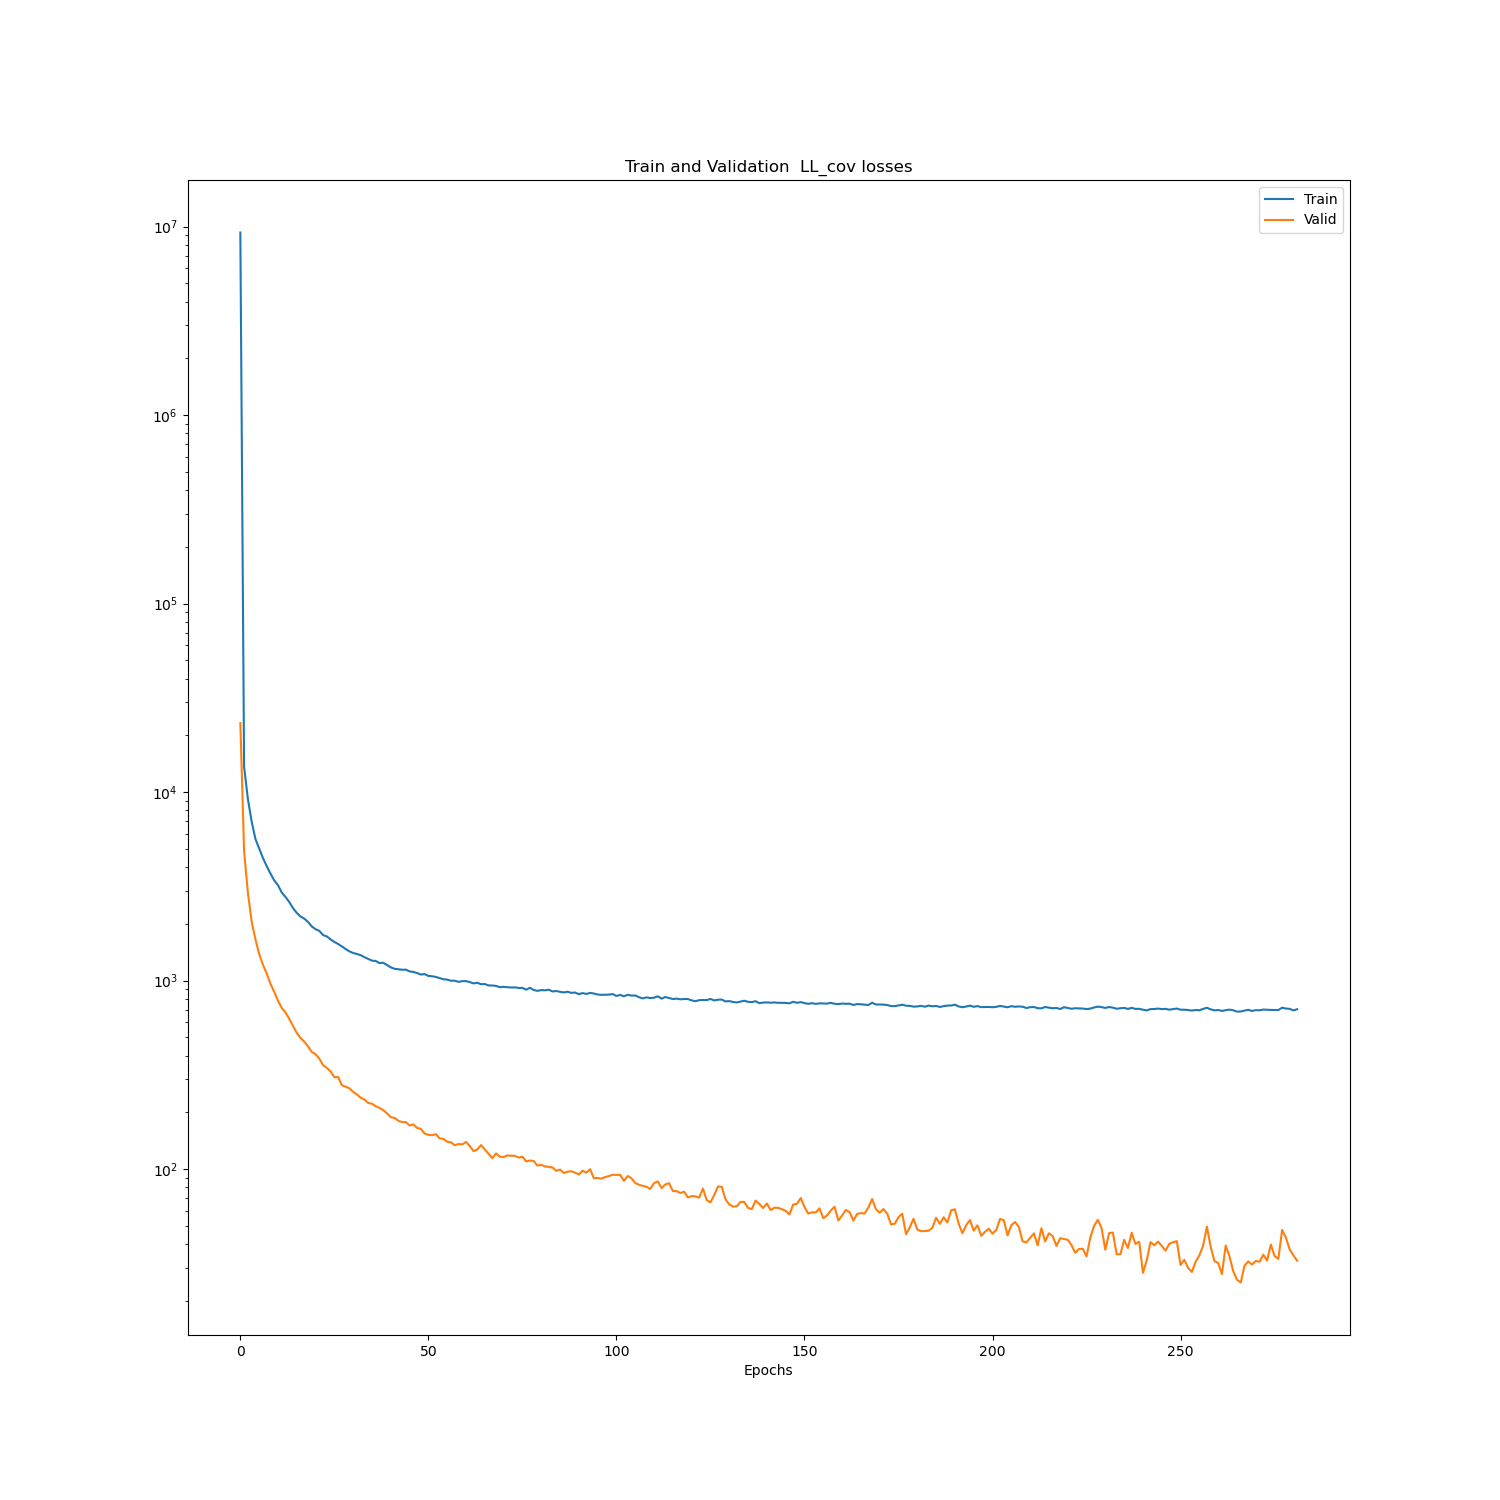 Train and Validation  LL_cov losses
Train
Valid
10⁷
10⁶
10⁵
10⁴
10³
10²
0 50 100 150 200 250
Epochs